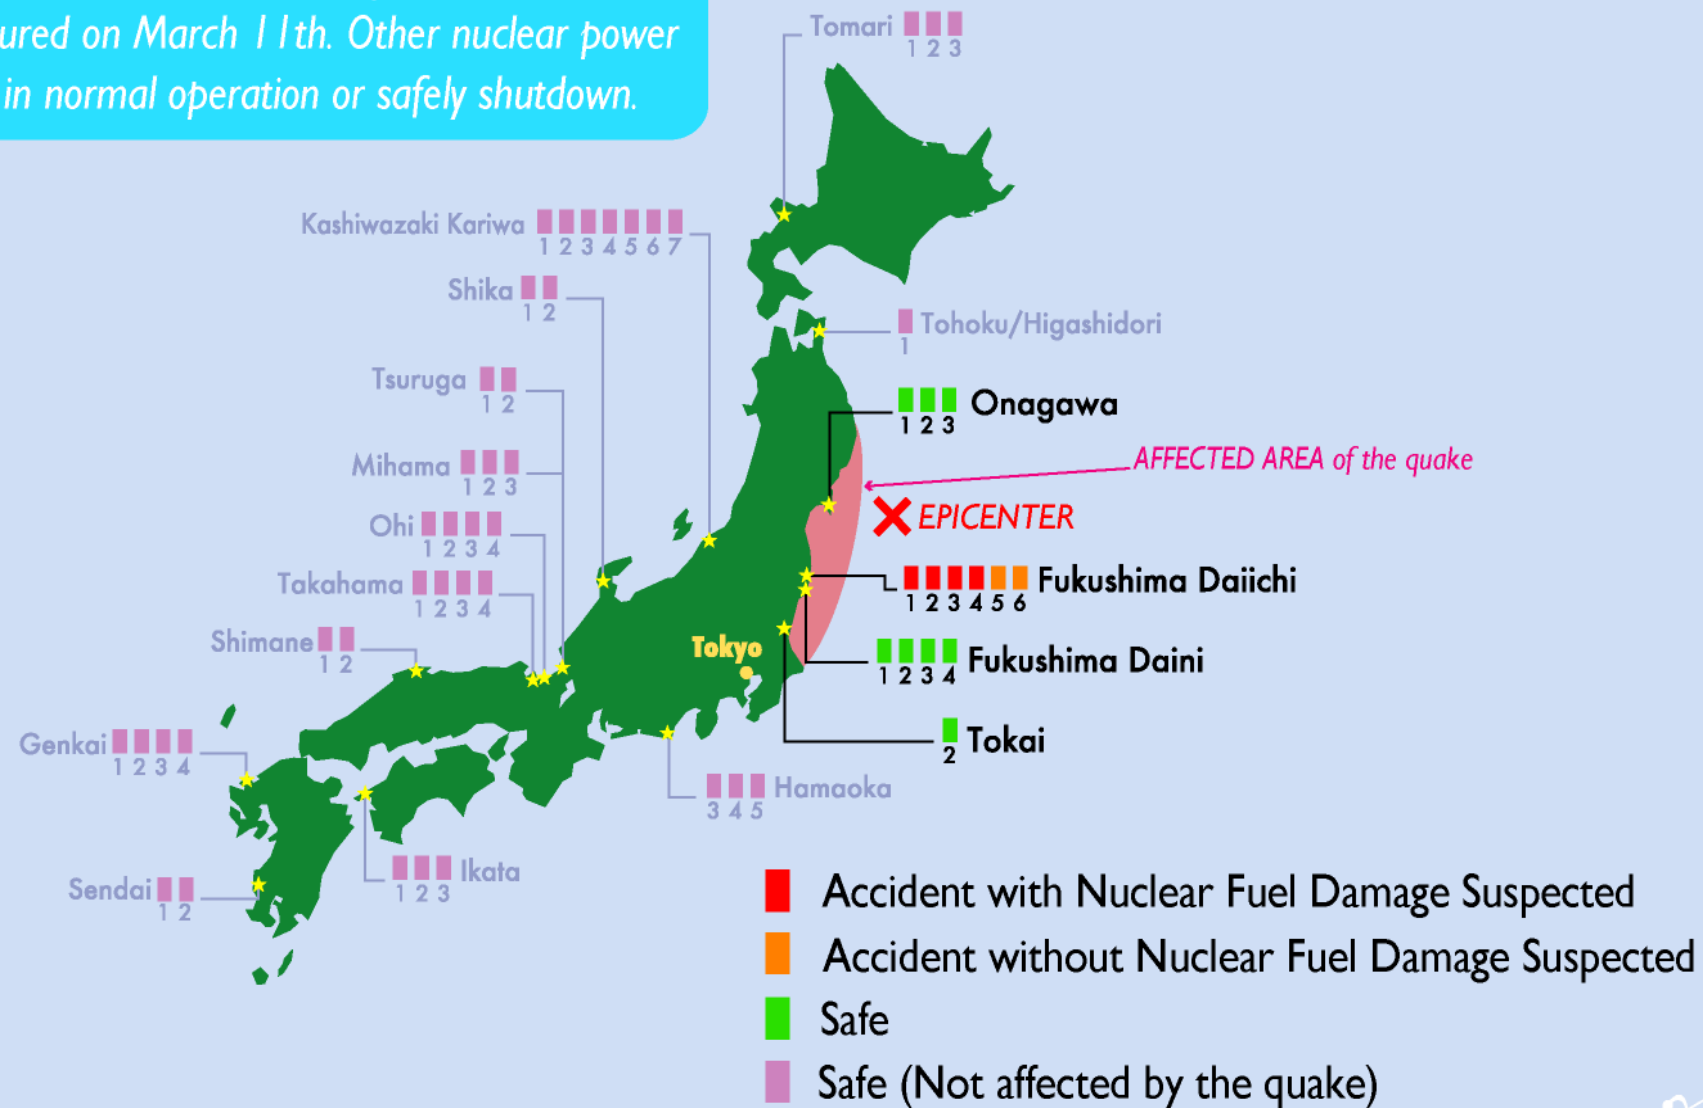 ured on March 11th. Other nuclear power
in normal operation or safely shutdown.
Tomari
1 2 3
Kashiwazaki Kariwa
1 2 3 4 5 6 7
Shika
1 2
Tohoku/Higashidori
1
Tsuruga
1 2
Onagawa
1 2 3
Mihama
1 2 3
AFFECTED AREA of the quake
EPICENTER
Ohi
1 2 3 4
Takahama
1 2 3 4
Fukushima Daiichi
1 2 3 4 5 6
Shimane
1 2
Tokyo
Fukushima Daini
1 2 3 4
Genkai
1 2 3 4
Tokai
2
Hamaoka
3 4 5
Ikata
1 2 3
Sendai
1 2
Accident with Nuclear Fuel Damage Suspected
Accident without Nuclear Fuel Damage Suspected
Safe
Safe (Not affected by the quake)